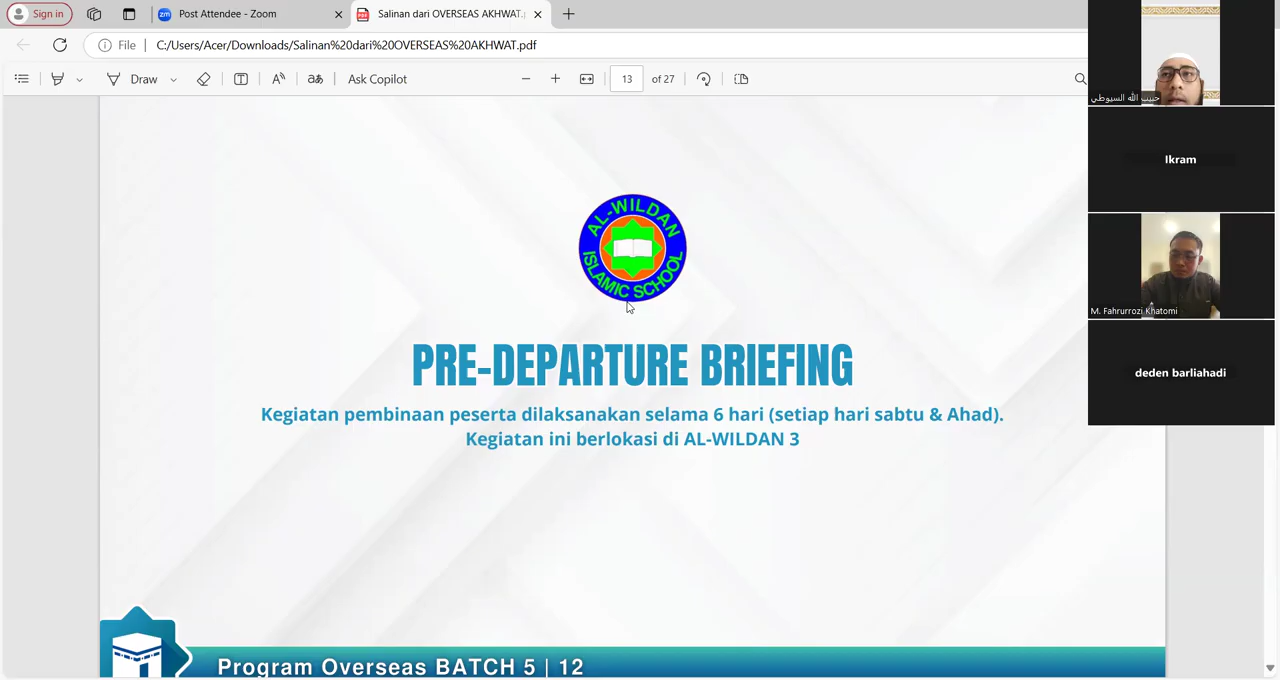 Sign in
Post Attendee - Zoom
Salinan dari OVERSEAS AKHWAT.p
File
C:/Users/Acer/Downloads/Salinan%20dari%20OVERSEAS%20AKHWAT.pdf
Draw
Ask Copilot
13 of 27
حبيب الله السيوطي
Ikram
M. Fahrurrozi Khatomi
deden barliahadi
AL-WILDAN
ISLAMIC SCHOOL
PRE-DEPARTURE BRIEFING
Kegiatan pembinaan peserta dilaksanakan selama 6 hari (setiap hari sabtu & Ahad).
Kegiatan ini berlokasi di AL-WILDAN 3
Program Overseas BATCH 5 | 12